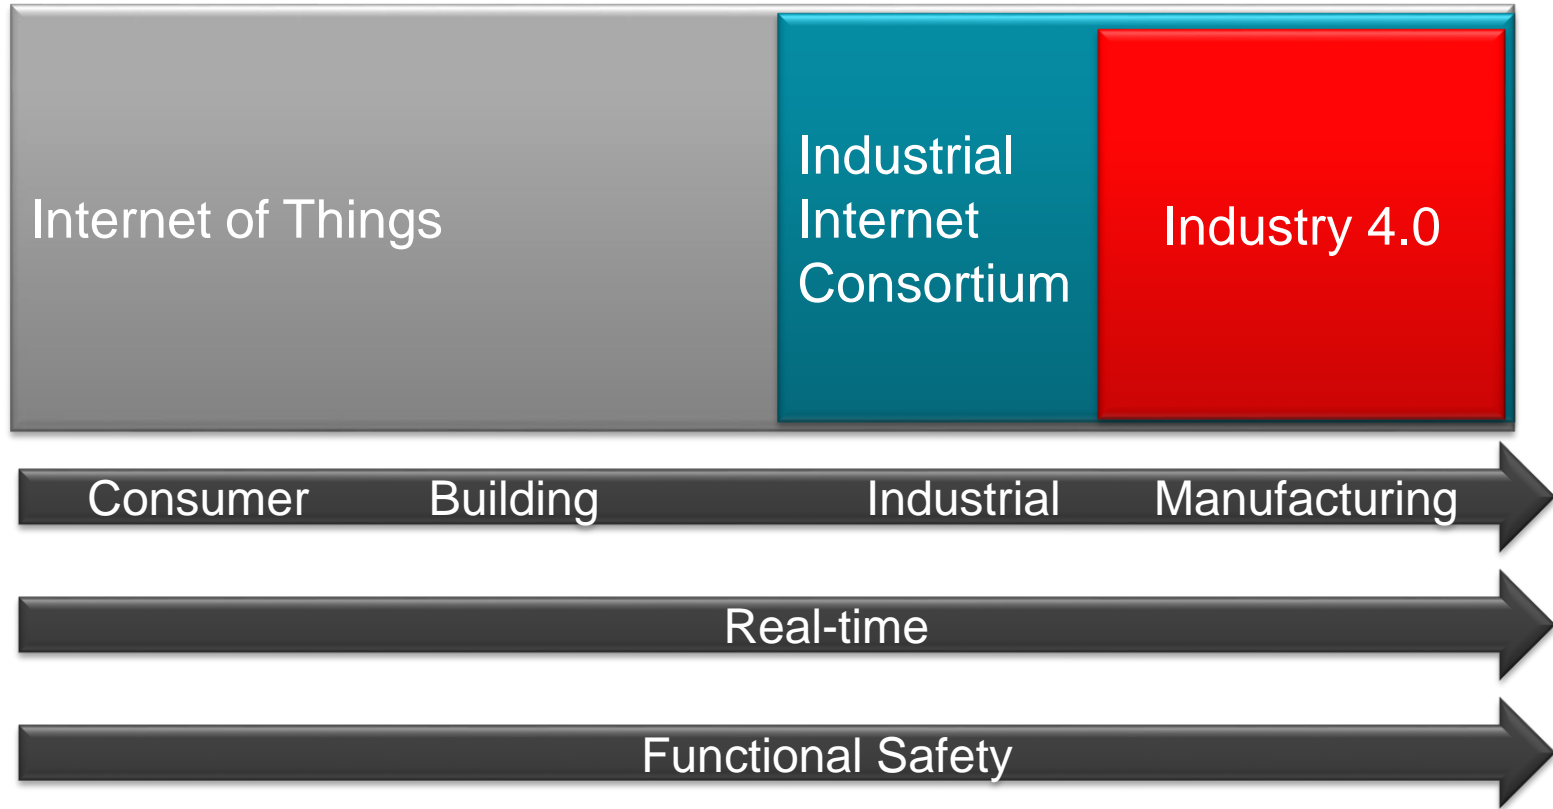 Internet of Things
Industrial
Internet
Consortium
Industry 4.0
Consumer Building Industrial Manufacturing
Real-time
Functional Safety